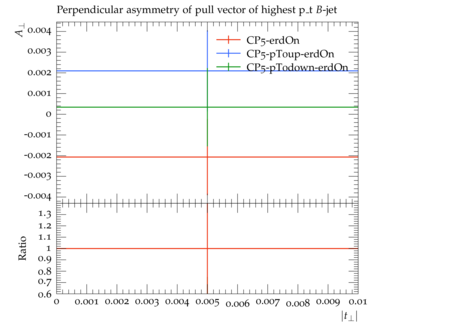 Perpendicular asymmetry of pull vector of highest p_t B-jet
A⊥
0.004
0.003
0.002
0.001
0
-0.001
-0.002
-0.003
-0.004
CP5-erdOn
CP5-pToup-erdOn
CP5-pTodown-erdOn
Ratio
1.3
1.2
1.1
1
0.9
0.8
0.7
0.6
0 0.001 0.002 0.003 0.004 0.005 0.006 0.007 0.008 0.009 0.01
|t⊥|